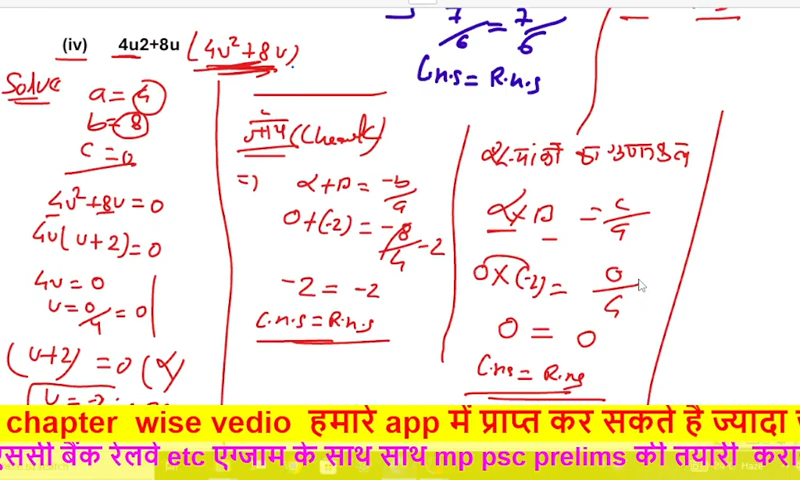 7/6 = 7/6
L.H.S = R.H.S
(iv) 4u2+8u (4u²+8u)
Solve
a = 4
b = 8
c = 0
4u²+8u = 0
4u(u+2) = 0
4u = 0
u = 0/4 = 0
(u+2) = 0 (α)
जांच (Check)
=) α+β = -b/a
0+(-2) = -8/4 -2
-2 = -2
L.H.S = R.H.S
शून्यांको का गुणनफल
α×β = c/a
0×(-2) = 0/4
0 = 0
L.H.S = R.H.S
chapter wise vedio हमारे app में प्राप्त कर सकते है ज्यादा
एससी बैंक रेलवे etc एग्जाम के साथ साथ mp psc prelims की तयारी करा